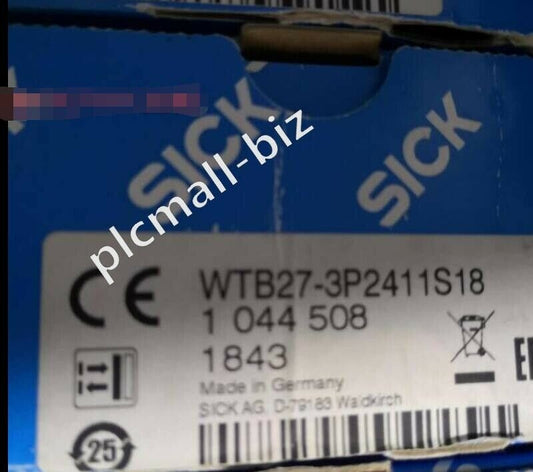 SICK
SICK
plcmall-biz
CE
WTB27-3P2411S18
1 044 508
1843
Made in Germany
SICK AG. D-79183 Waldkirch
25